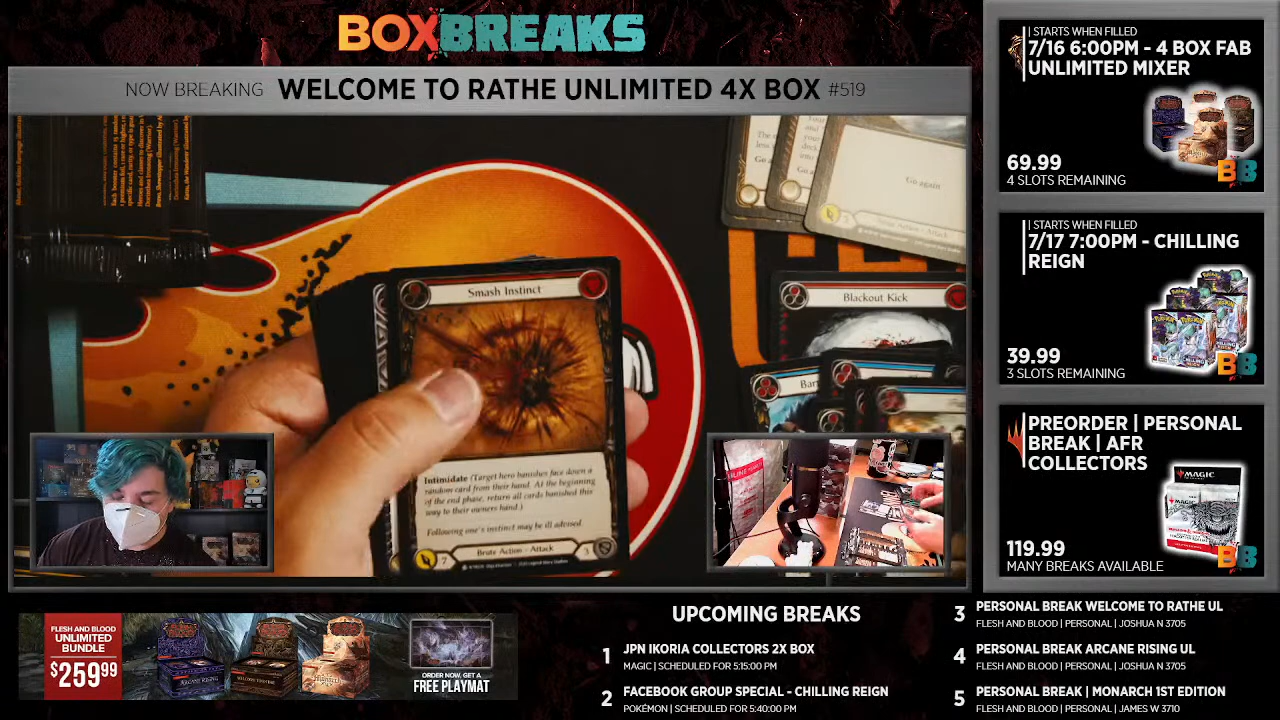 BOXBREAKS
NOW BREAKING WELCOME TO RATHE UNLIMITED 4X BOX #519
Go again
Blackout Kick
Smash Instinct
7
3
Intimidate (Target hero banishes face down a
random card from their hand. At the beginning
of the end phase, return all cards banished this
way to their owners hand.)
Following one's instinct may be ill advised.
Brute Action - Attack
| STARTS WHEN FILLED
7/16 6:00PM - 4 BOX FAB
UNLIMITED MIXER
69.99
4 SLOTS REMAINING
BB
| STARTS WHEN FILLED
7/17 7:00PM - CHILLING
REIGN
39.99
3 SLOTS REMAINING
BB
PREORDER | PERSONAL
BREAK | AFR
COLLECTORS
MAGIC
119.99
MANY BREAKS AVAILABLE
BB
FLESH AND BLOOD
UNLIMITED
BUNDLE
$259.99
ARCANE RISING
ORDER NOW, GET A
FREE PLAYMAT
UPCOMING BREAKS
1 JPN IKORIA COLLECTORS 2X BOX
MAGIC | SCHEDULED FOR 5:15:00 PM
2 FACEBOOK GROUP SPECIAL - CHILLING REIGN
POKÉMON | SCHEDULED FOR 5:40:00 PM
3 PERSONAL BREAK WELCOME TO RATHE UL
FLESH AND BLOOD | PERSONAL | JOSHUA N 3705
4 PERSONAL BREAK ARCANE RISING UL
FLESH AND BLOOD | PERSONAL | JOSHUA N 3705
5 PERSONAL BREAK | MONARCH 1ST EDITION
FLESH AND BLOOD | PERSONAL | JAMES W 3710